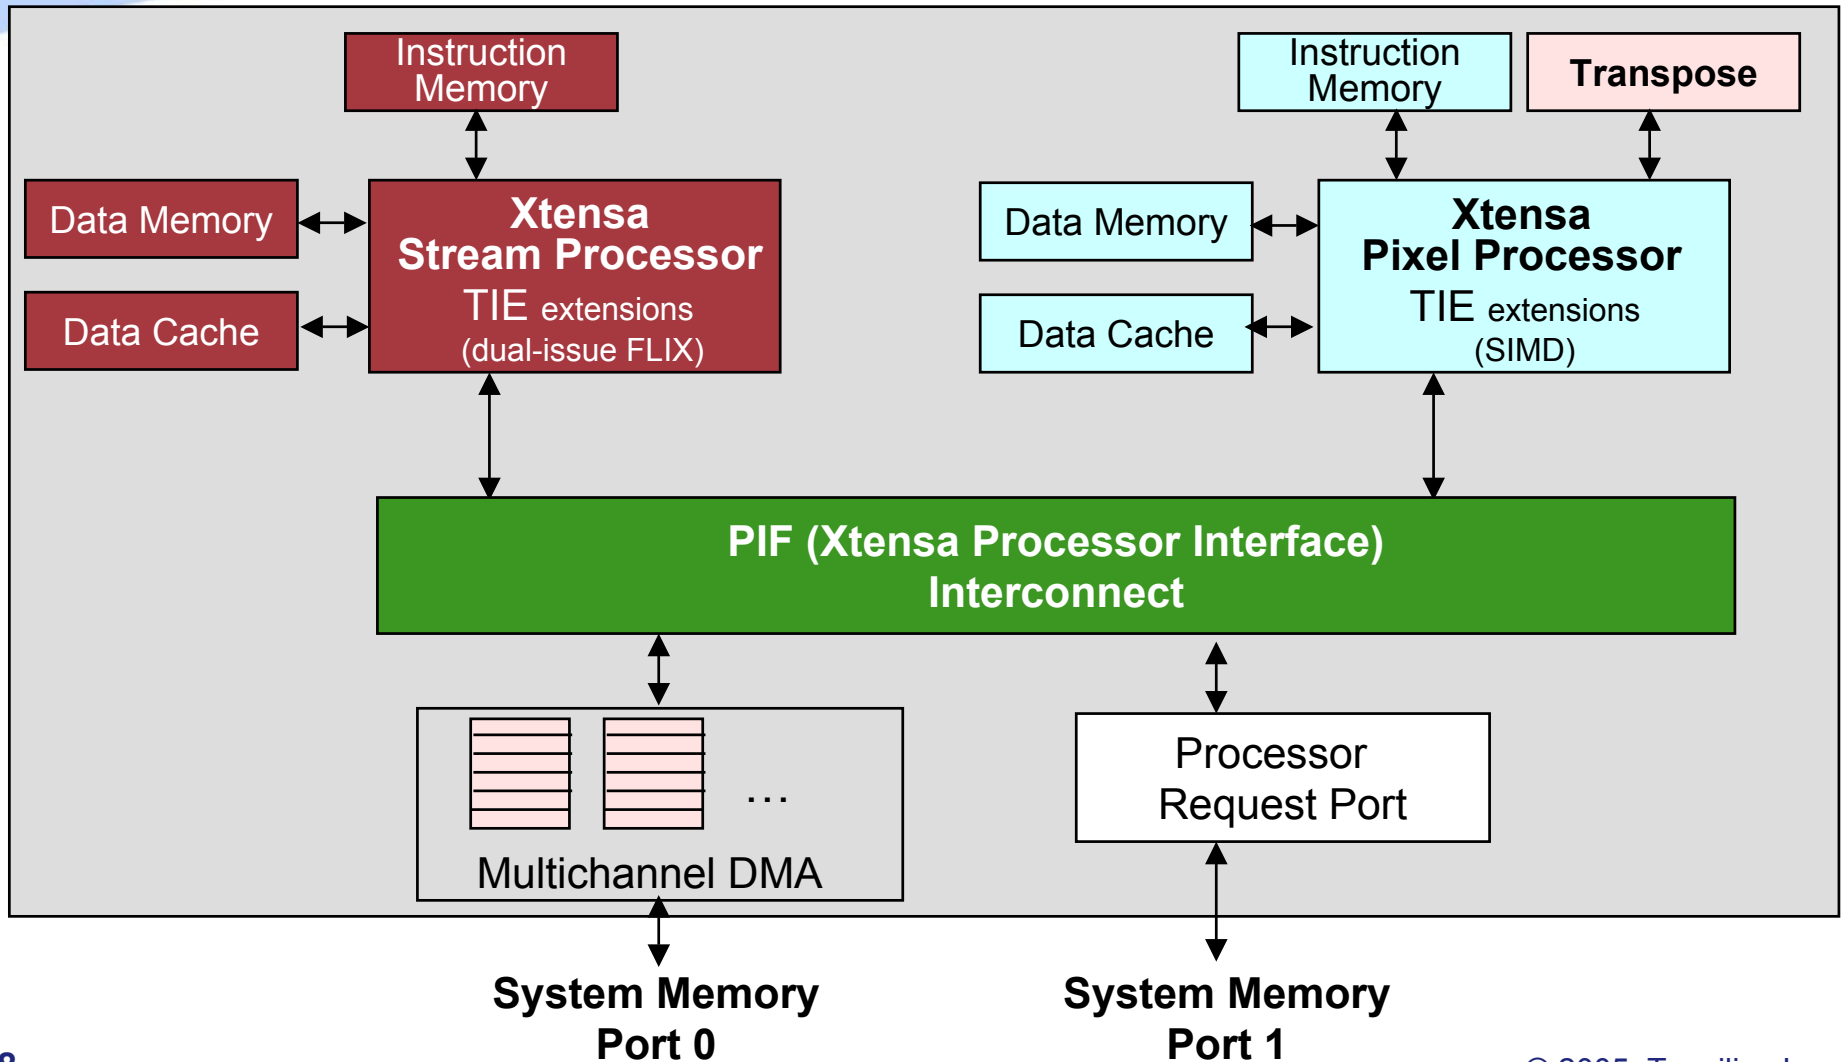 Instruction
Memory
Instruction
Memory
Transpose
Data Memory
Data Cache
Xtensa
Stream Processor
TIE extensions
(dual-issue FLIX)
Data Memory
Data Cache
Xtensa
Pixel Processor
TIE extensions
(SIMD)
PIF (Xtensa Processor Interface)
Interconnect
...
Multichannel DMA
Processor
Request Port
System Memory
Port 0
System Memory
Port 1
© 2005